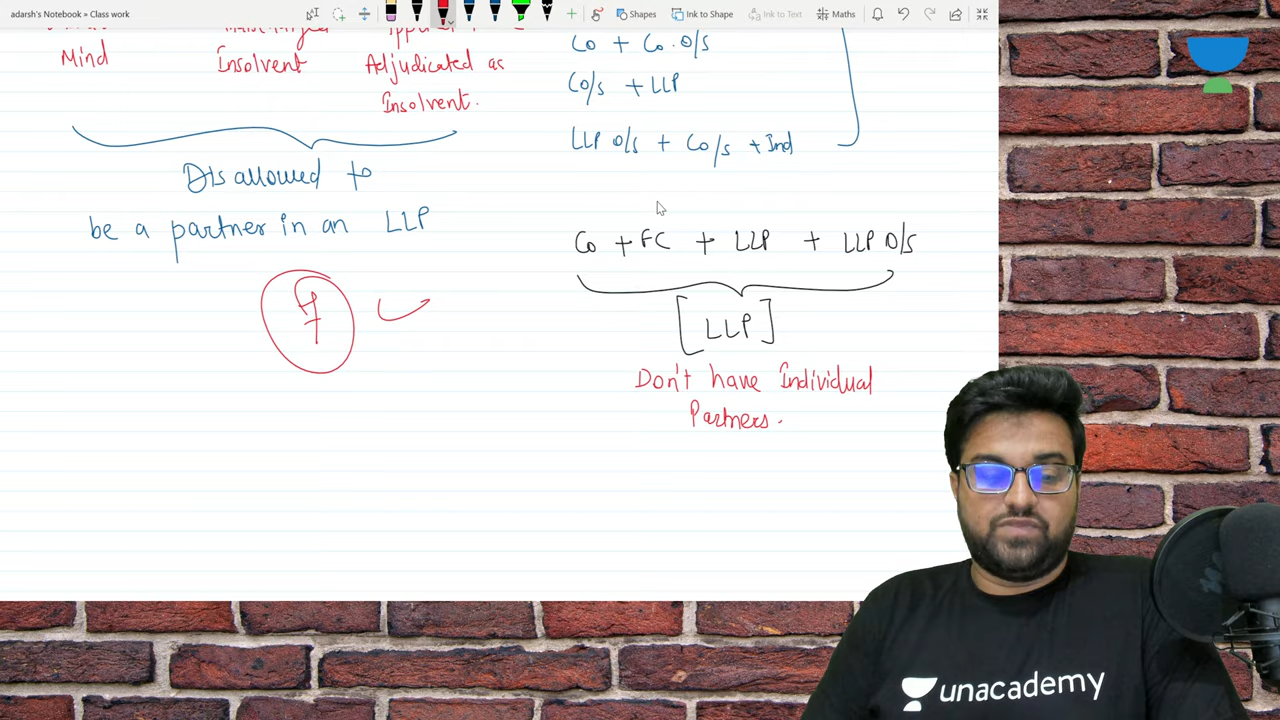 adarsh's Notebook » Class work
Shapes
Ink to Shape
Ink to Text
Maths
Mind
Insolvent
Adjudicated as
Insolvent.
Disallowed to
be a partner in an LLP
7
Co + Co. O/s
Co/s + LLP
LLP O/s + Co/s + Ind
Co + FC + LLP + LLP O/s
[LLP]
Don't have Individual
Partners.
unacademy